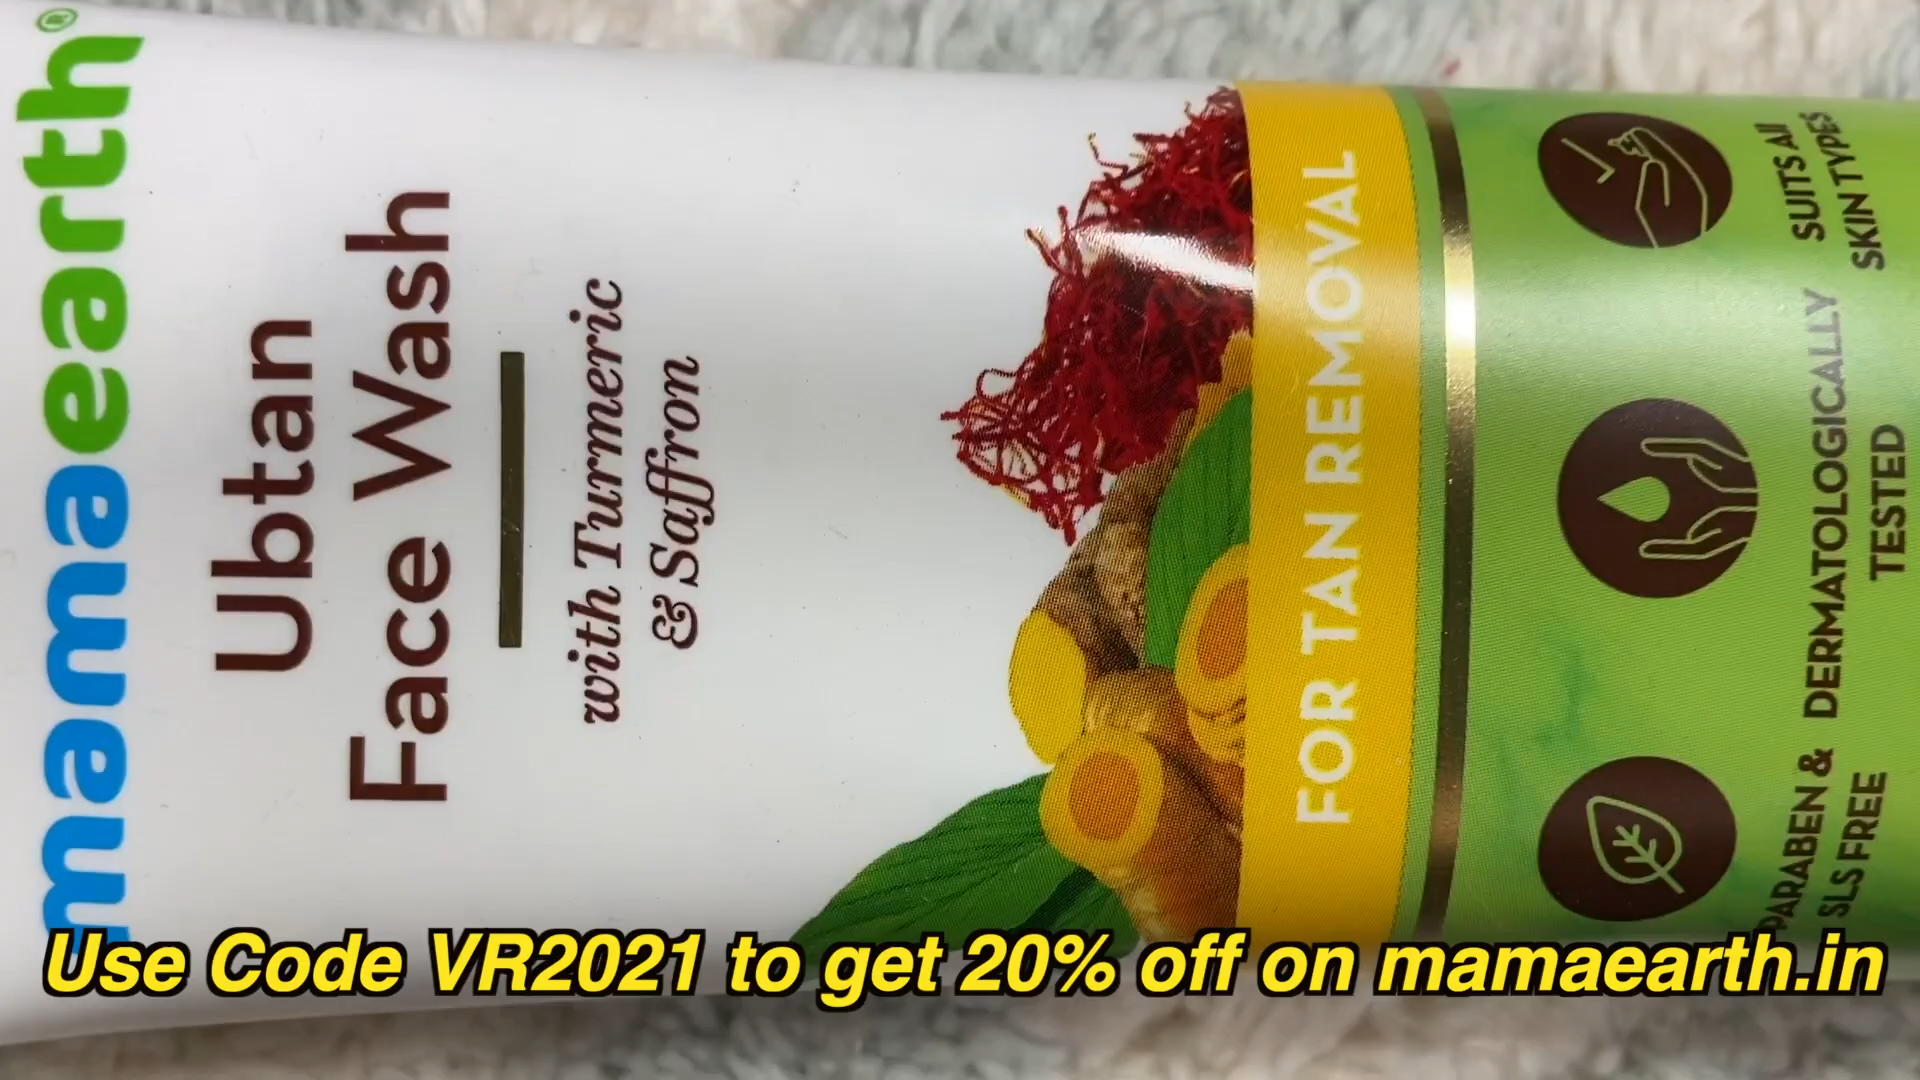 mamaearth®
Ubtan
Face Wash
with Turmeric
& Saffron
FOR TAN REMOVAL
PARABEN &
SLS FREE
DERMATOLOGICALLY
TESTED
SUITS All
SKIN TYPES
Use Code VR2021 to get 20% off on mamaearth.in